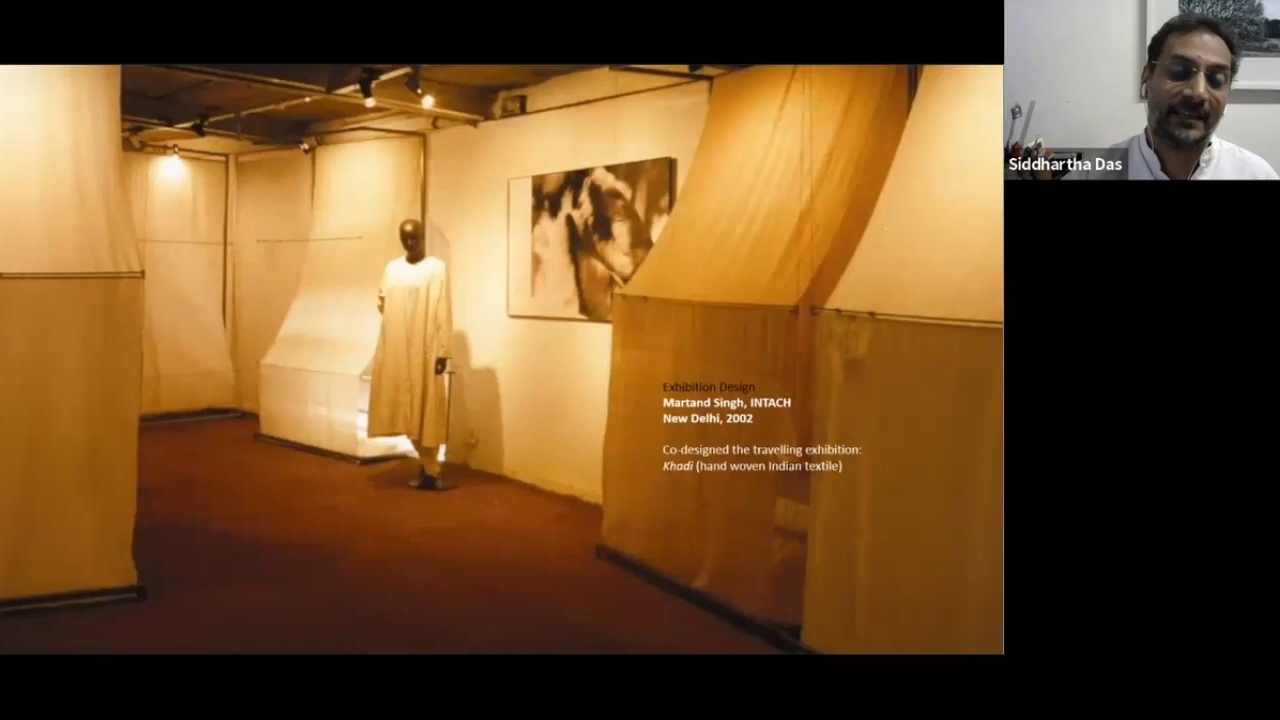 Exhibition Design
Martand Singh, INTACH
New Delhi, 2002
Co-designed the travelling exhibition:
Khadi (hand woven Indian textile)
Siddhartha Das